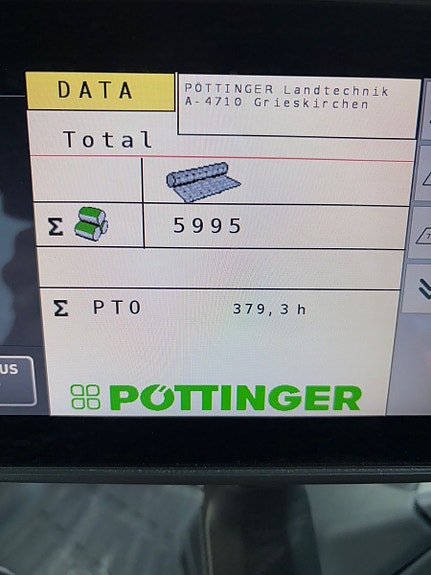 DATA
PÖTTINGER Landtechnik
A-4710 Grieskirchen
Total
Σ 5995
Σ PTO 379,3 h
US
PÖTTINGER